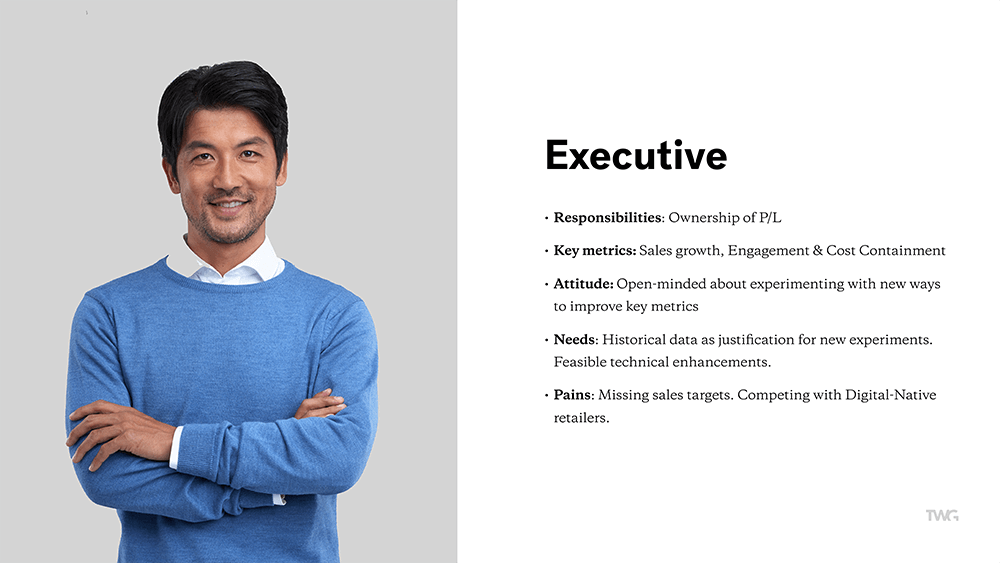 Executive
• Responsibilities: Ownership of P/L
• Key metrics: Sales growth, Engagement & Cost Containment
• Attitude: Open-minded about experimenting with new ways
to improve key metrics
• Needs: Historical data as justification for new experiments.
Feasible technical enhancements.
• Pains: Missing sales targets. Competing with Digital-Native
retailers.
TWG